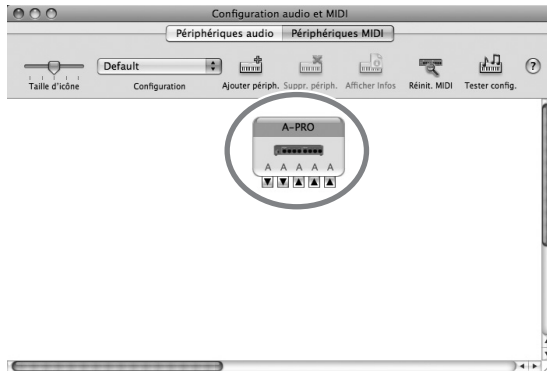 Configuration audio et MIDI
Périphériques audio Périphériques MIDI
Default
Taille d'icône Configuration Ajouter périph. Suppr. périph. Afficher Infos Réinit. MIDI Tester config.
?
A-PRO
A A A A A